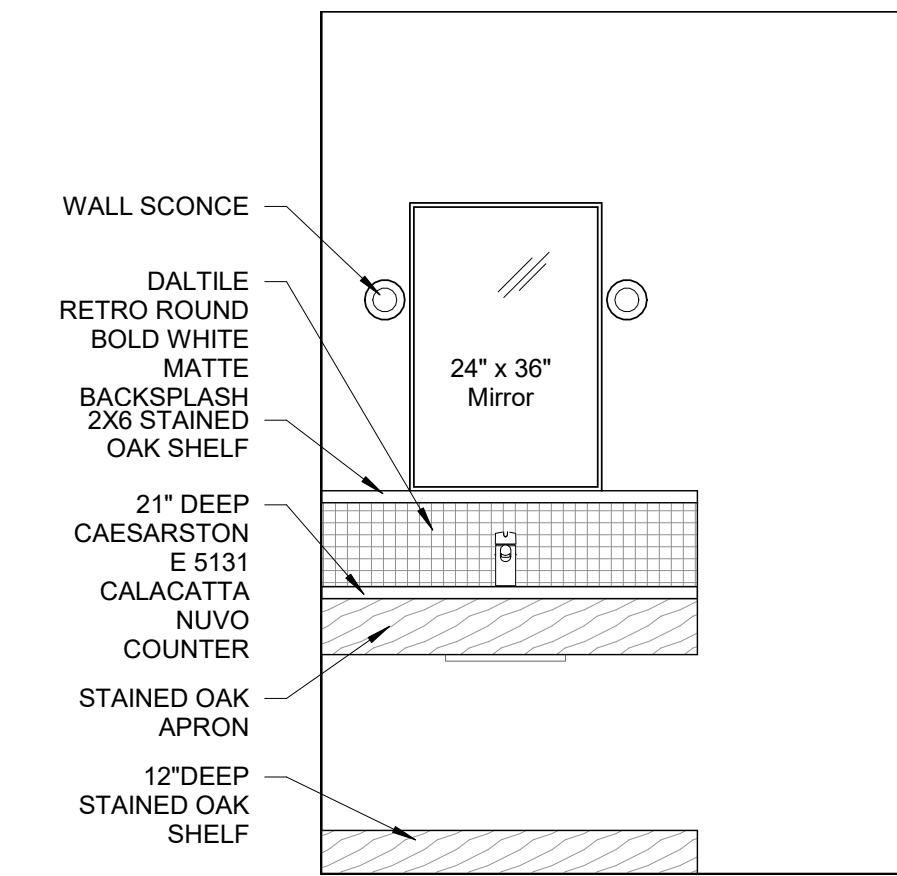 WALL SCONCE
DALTILE
RETRO ROUND
BOLD WHITE
MATTE
BACKSPLASH
2X6 STAINED
OAK SHELF
21" DEEP
CAESARSTON
E 5131
CALACATTA
NUVO
COUNTER
STAINED OAK
APRON
12"DEEP
STAINED OAK
SHELF
24" x 36"
Mirror